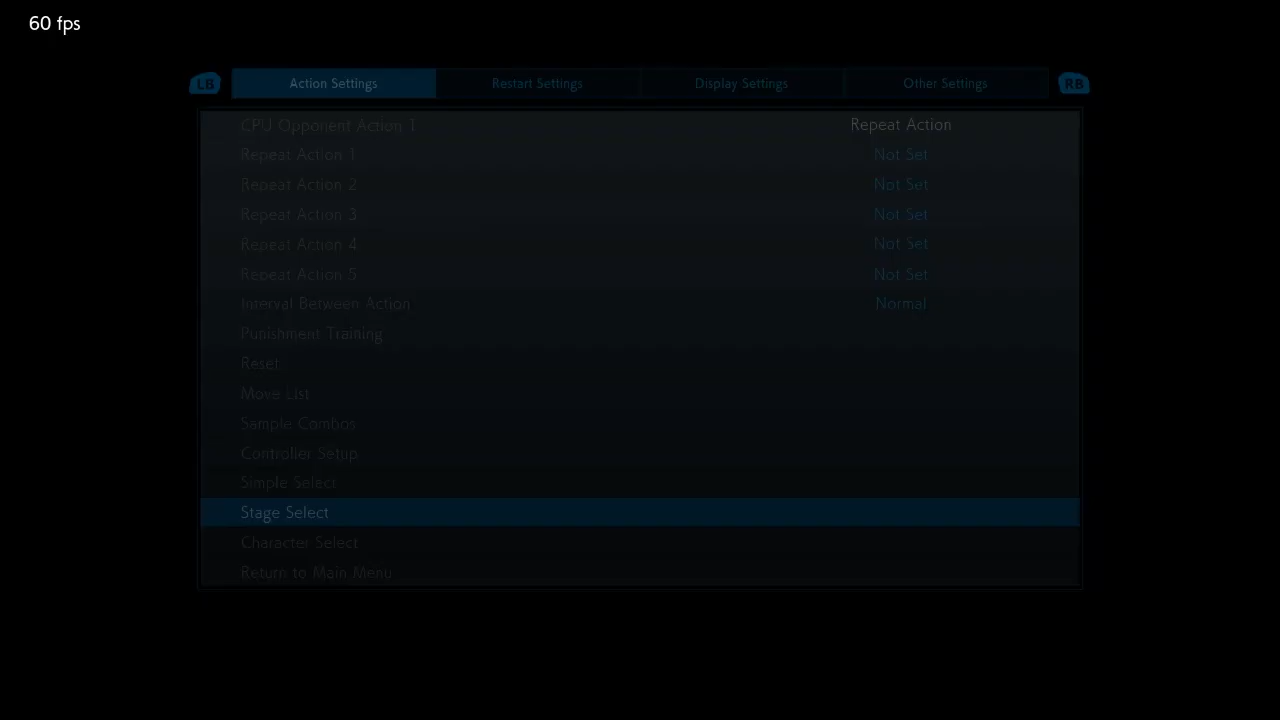 60 fps
LB Action Settings Restart Settings Display Settings Other Settings RB
CPU Opponent Action 1 Repeat Action
Repeat Action 1 Not Set
Repeat Action 2 Not Set
Repeat Action 3 Not Set
Repeat Action 4 Not Set
Repeat Action 5 Not Set
Interval Between Action Normal
Punishment Training
Reset
Move List
Sample Combos
Controller Setup
Simple Select
Stage Select
Character Select
Return to Main Menu